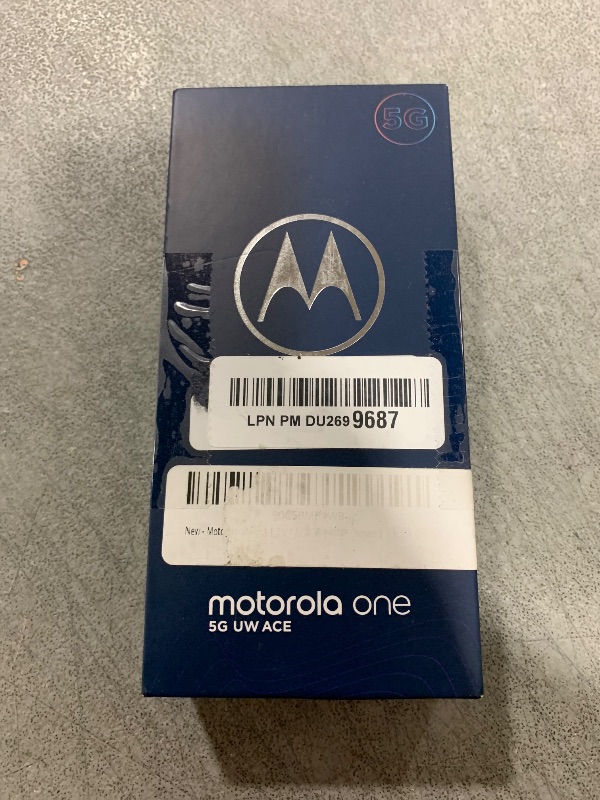 5G
LPN PM DU269 9687
New - Moto
motorola one
5G UW ACE